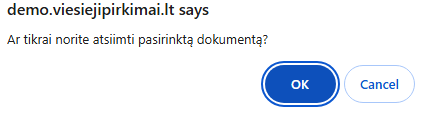 demo.viesiejipirkimai.lt says
Ar tikrai norite atsiimti pasirinktą dokumentą?
OK
Cancel